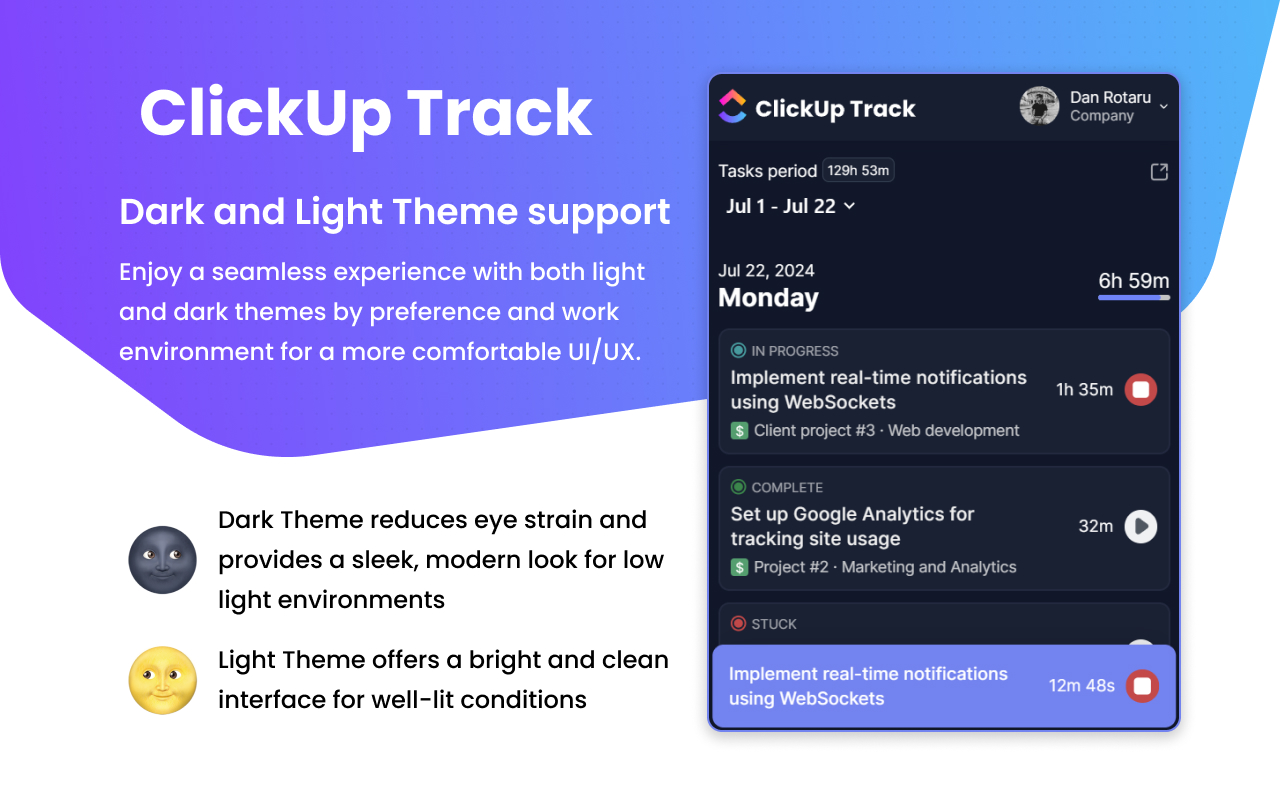 ClickUp Track
Dark and Light Theme support
Enjoy a seamless experience with both light
and dark themes by preference and work
environment for a more comfortable UI/UX.
Dark Theme reduces eye strain and
provides a sleek, modern look for low
light environments
Light Theme offers a bright and clean
interface for well-lit conditions
ClickUp Track
Dan Rotaru
Company
Tasks period 129h 53m
Jul 1 - Jul 22
Jul 22, 2024
Monday
6h 59m
IN PROGRESS
Implement real-time notifications
using WebSockets
1h 35m
$ Client project #3 · Web development
COMPLETE
Set up Google Analytics for
tracking site usage
32m
$ Project #2 · Marketing and Analytics
STUCK
Implement real-time notifications
using WebSockets
12m 48s